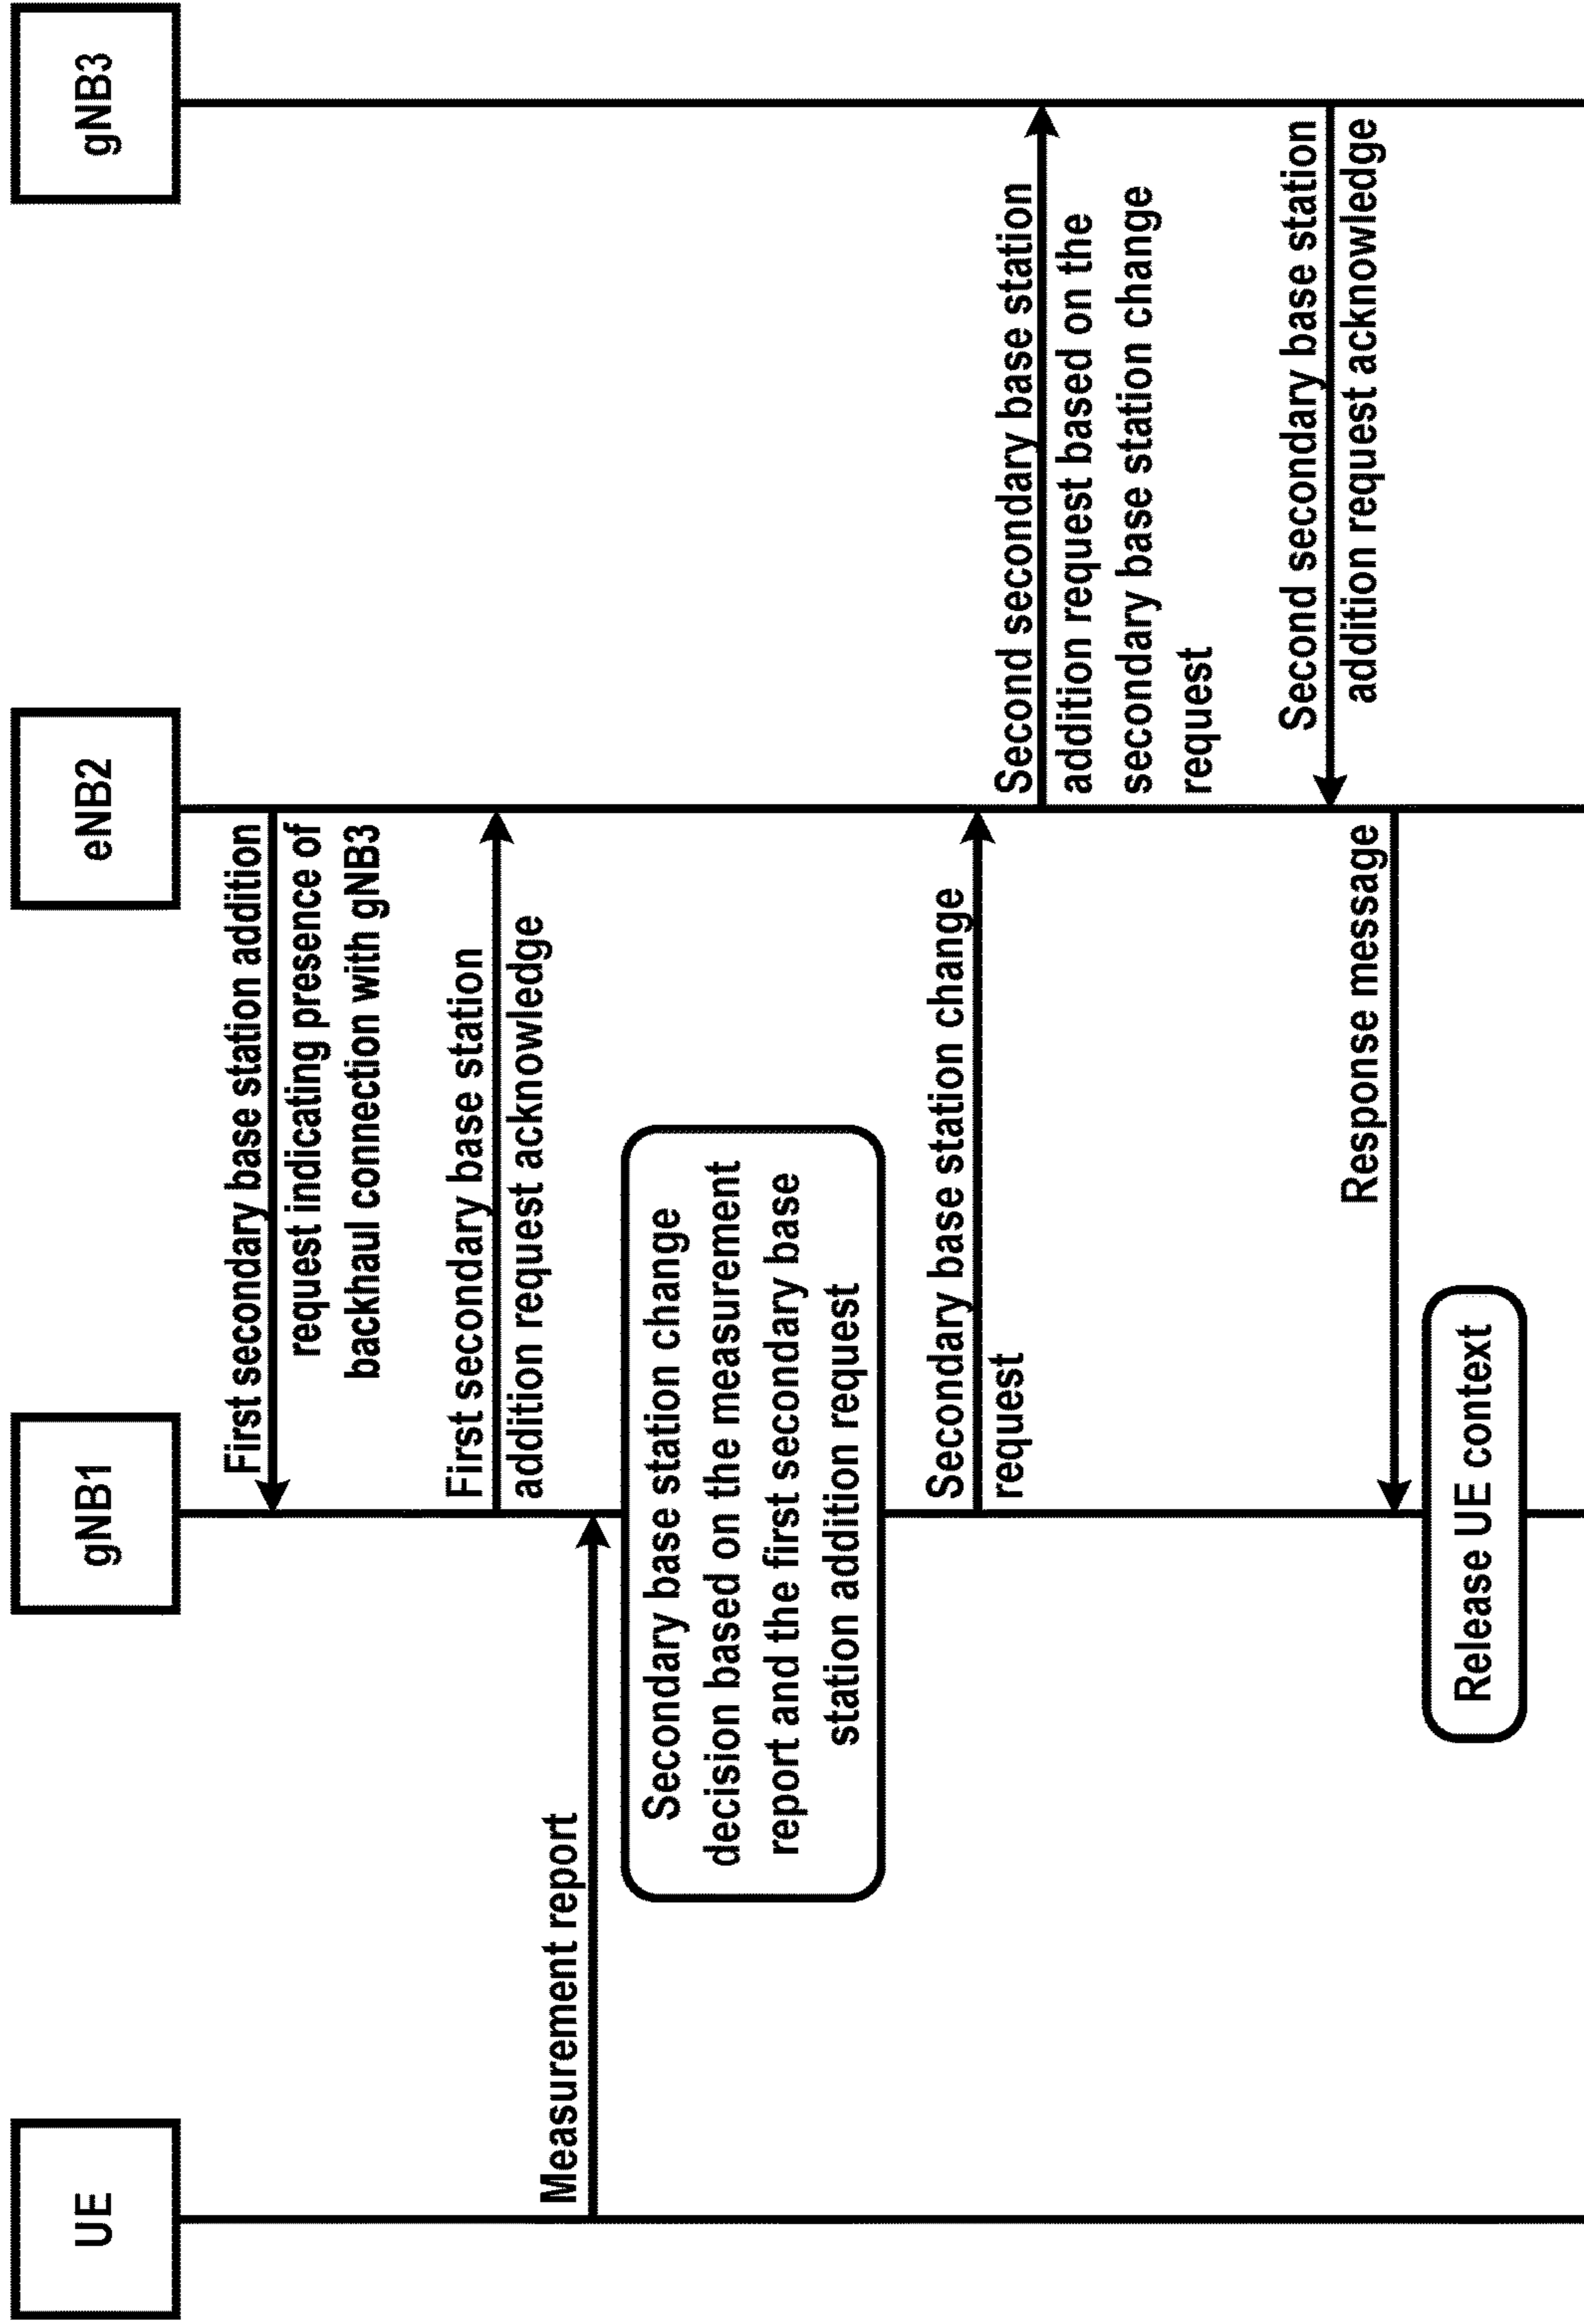 UE
gNB1
eNB2
gNB3
First secondary base station addition
request indicating presence of
backhaul connection with gNB3
First secondary base station
addition request acknowledge
Measurement report
Secondary base station change
decision based on the measurement
report and the first secondary base
station addition request
Secondary base station change
request
Second secondary base station
addition request based on the
secondary base station change
request
Second secondary base station
addition request acknowledge
Response message
Release UE context